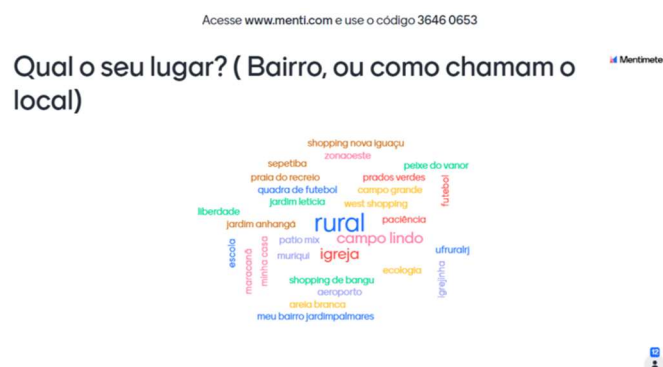 Acesse www.menti.com e use o código 3646 0653
Mentimete
Qual o seu lugar? ( Bairro, ou como chamam o
local)
shopping nova iguaçu
zonaoeste
sepetiba
peixe do vanor
praia do recreio
prados verdes
quadra de futebol
campo grande
futebol
jardim leticia
west shopping
liberdade
paciência
jardim anhangá
rural
patio mix
campo lindo
escola
maracanã
minha casa
muriqui
igreja
ufruralrj
ecologia
igrejinha
shopping de bangu
aeroporto
areia branca
meu bairro jardimpalmares
12